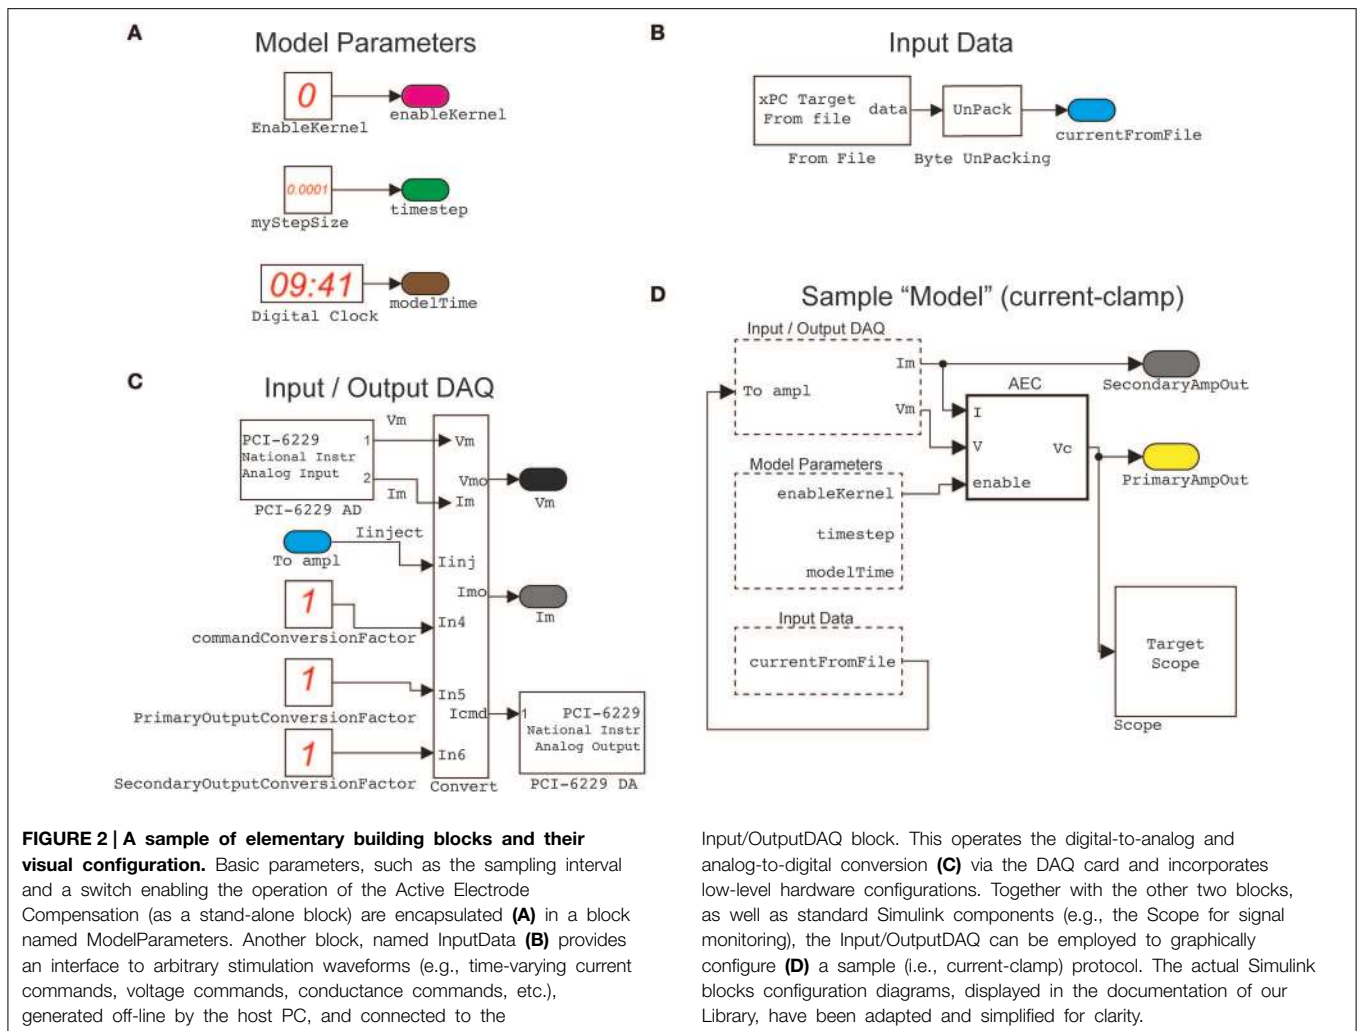 A
Model Parameters
0
EnableKernel
enableKernel
0.0001
myStepSize
timestep
09:41
Digital Clock
modelTime
B
Input Data
xPC Target
From file
data
UnPack
From File
Byte UnPacking
currentFromFile
C
Input / Output DAQ
Vm
PCI-6229
National Instr
Analog Input
1
2
Im
PCI-6229 AD
Vm
Vmo
Im
Vm
Iinject
To ampl
Iinj
Imo
Im
1
commandConversionFactor
In4
1
PrimaryOutputConversionFactor
In5
Icmd
1
SecondaryOutputConversionFactor
In6
Convert
1
PCI-6229
National Instr
Analog Output
PCI-6229 DA
D
Sample “Model” (current-clamp)
Input / Output DAQ
Im
To ampl
Vm
SecondaryAmpOut
AEC
I
V
Vc
enable
PrimaryAmpOut
Model Parameters
enableKernel
timestep
modelTime
Input Data
currentFromFile
Target
Scope
Scope
FIGURE 2 | A sample of elementary building blocks and their
visual configuration. Basic parameters, such as the sampling interval
and a switch enabling the operation of the Active Electrode
Compensation (as a stand-alone block) are encapsulated (A) in a block
named ModelParameters. Another block, named InputData (B) provides
an interface to arbitrary stimulation waveforms (e.g., time-varying current
commands, voltage commands, conductance commands, etc.),
generated off-line by the host PC, and connected to the
Input/OutputDAQ block. This operates the digital-to-analog and
analog-to-digital conversion (C) via the DAQ card and incorporates
low-level hardware configurations. Together with the other two blocks,
as well as standard Simulink components (e.g., the Scope for signal
monitoring), the Input/OutputDAQ can be employed to graphically
configure (D) a sample (i.e., current-clamp) protocol. The actual Simulink
blocks configuration diagrams, displayed in the documentation of our
Library, have been adapted and simplified for clarity.